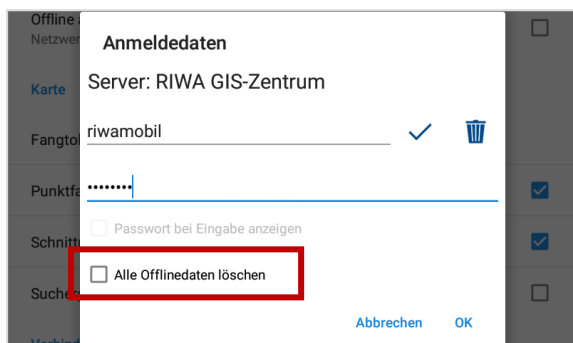 Offline
Netzwer
Anmeldedaten
Server: RIWA GIS-Zentrum
Karte
riwamobil
Fangtol
••••••••
Punktfa
Passwort bei Eingabe anzeigen
Schnittp
Alle Offlinedaten löschen
Suche
Abbrechen OK